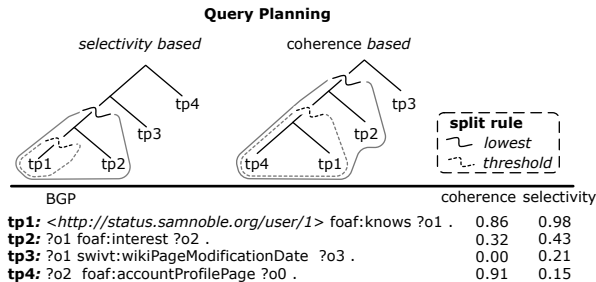 Query Planning
selectivity based
coherence based
tp4
tp3
tp1
tp2
tp3
tp2
tp4
tp1
split rule
lowest
threshold
BGP
coherence selectivity
tp1: <http://status.samnoble.org/user/1> foaf:knows ?o1 . 0.86 0.98
tp2: ?o1 foaf:interest ?o2 . 0.32 0.43
tp3: ?o1 swivt:wikiPageModificationDate ?o3 . 0.00 0.21
tp4: ?o2 foaf:accountProfilePage ?o0 . 0.91 0.15